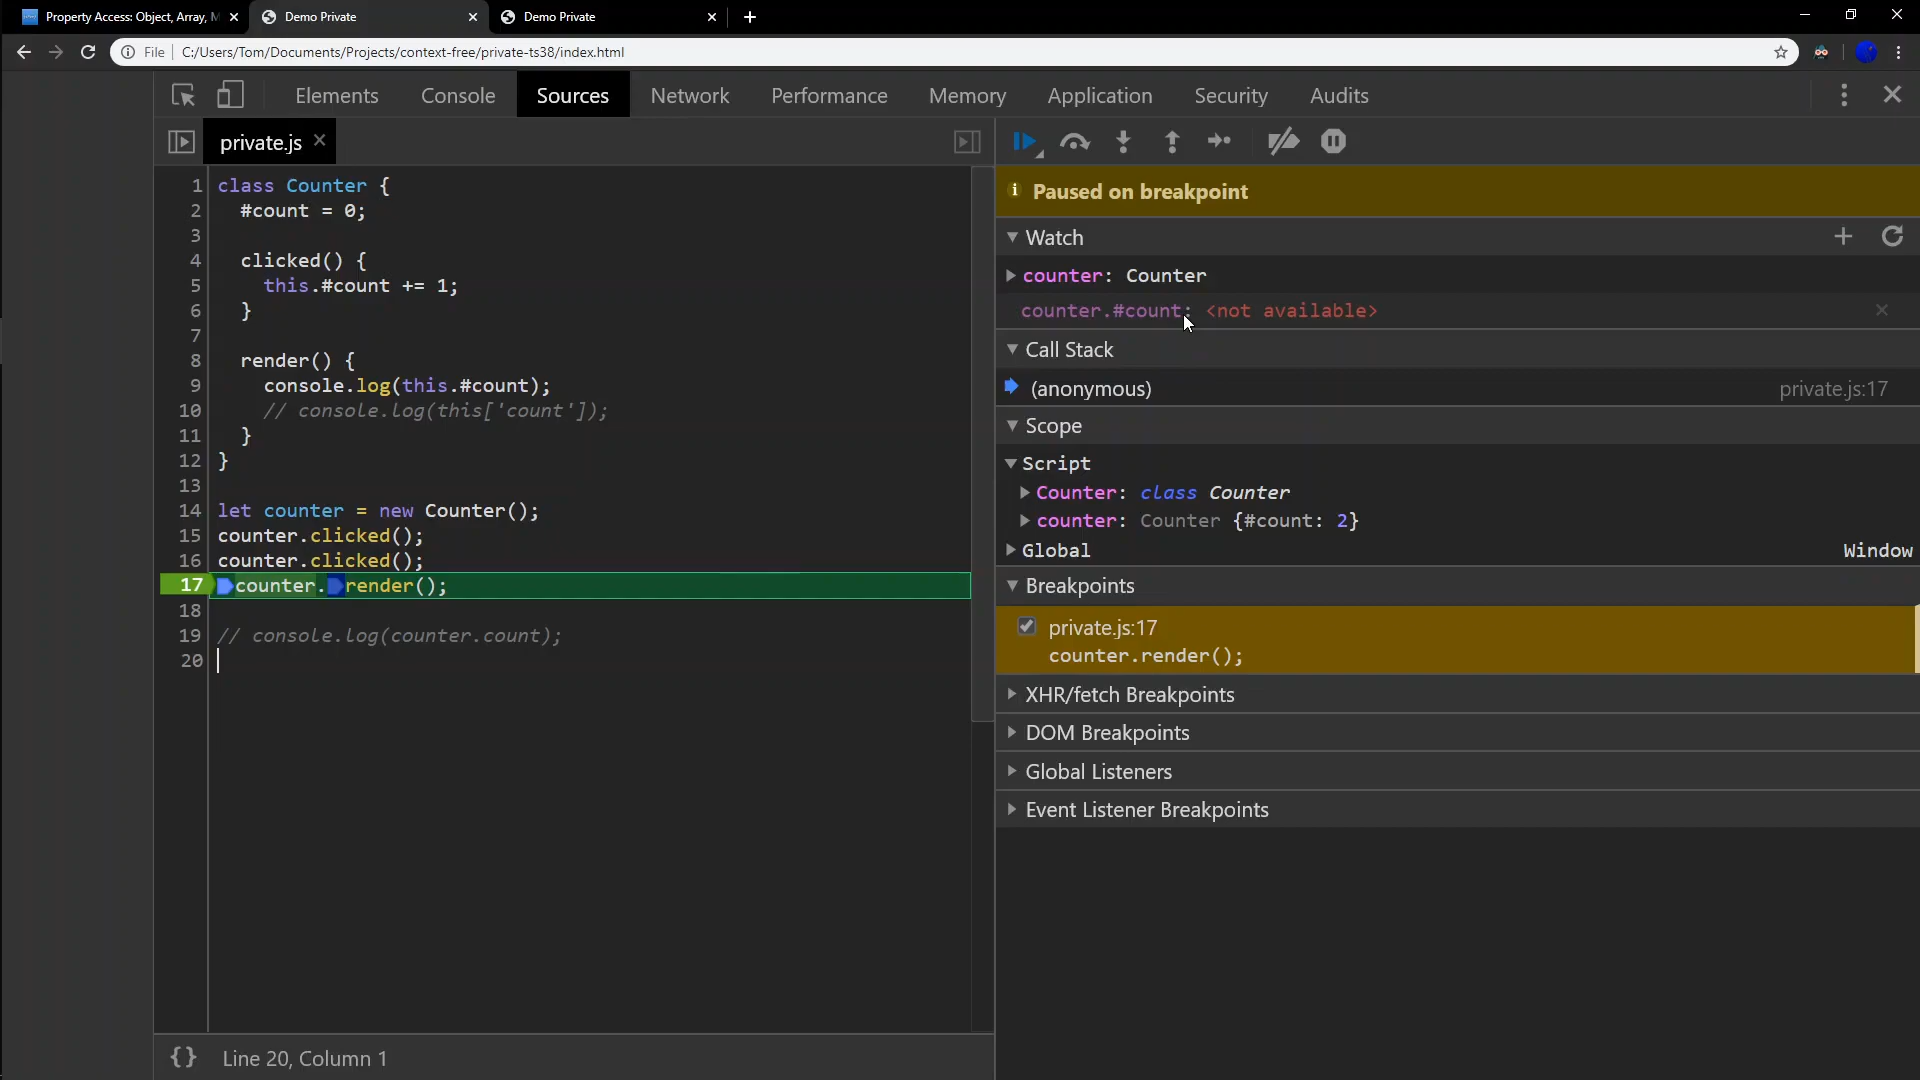 Property Access: Object, Array, M
Demo Private
Demo Private
File
C:/Users/Tom/Documents/Projects/context-free/private-ts38/index.html
Elements Console Sources Network Performance Memory Application Security Audits
private.js
1 class Counter {
2 #count = 0;
3
4 clicked() {
5 this.#count += 1;
6 }
7
8 render() {
9 console.log(this.#count);
10 // console.log(this['count']);
11 }
12 }
13
14 let counter = new Counter();
15 counter.clicked();
16 counter.clicked();
17 counter.render();
18
19 // console.log(counter.count);
20
{} Line 20, Column 1
Paused on breakpoint
Watch
counter: Counter
counter.#count: <not available>
Call Stack
(anonymous) private.js:17
Scope
Script
Counter: class Counter
counter: Counter {#count: 2}
Global Window
Breakpoints
private.js:17
counter.render();
XHR/fetch Breakpoints
DOM Breakpoints
Global Listeners
Event Listener Breakpoints